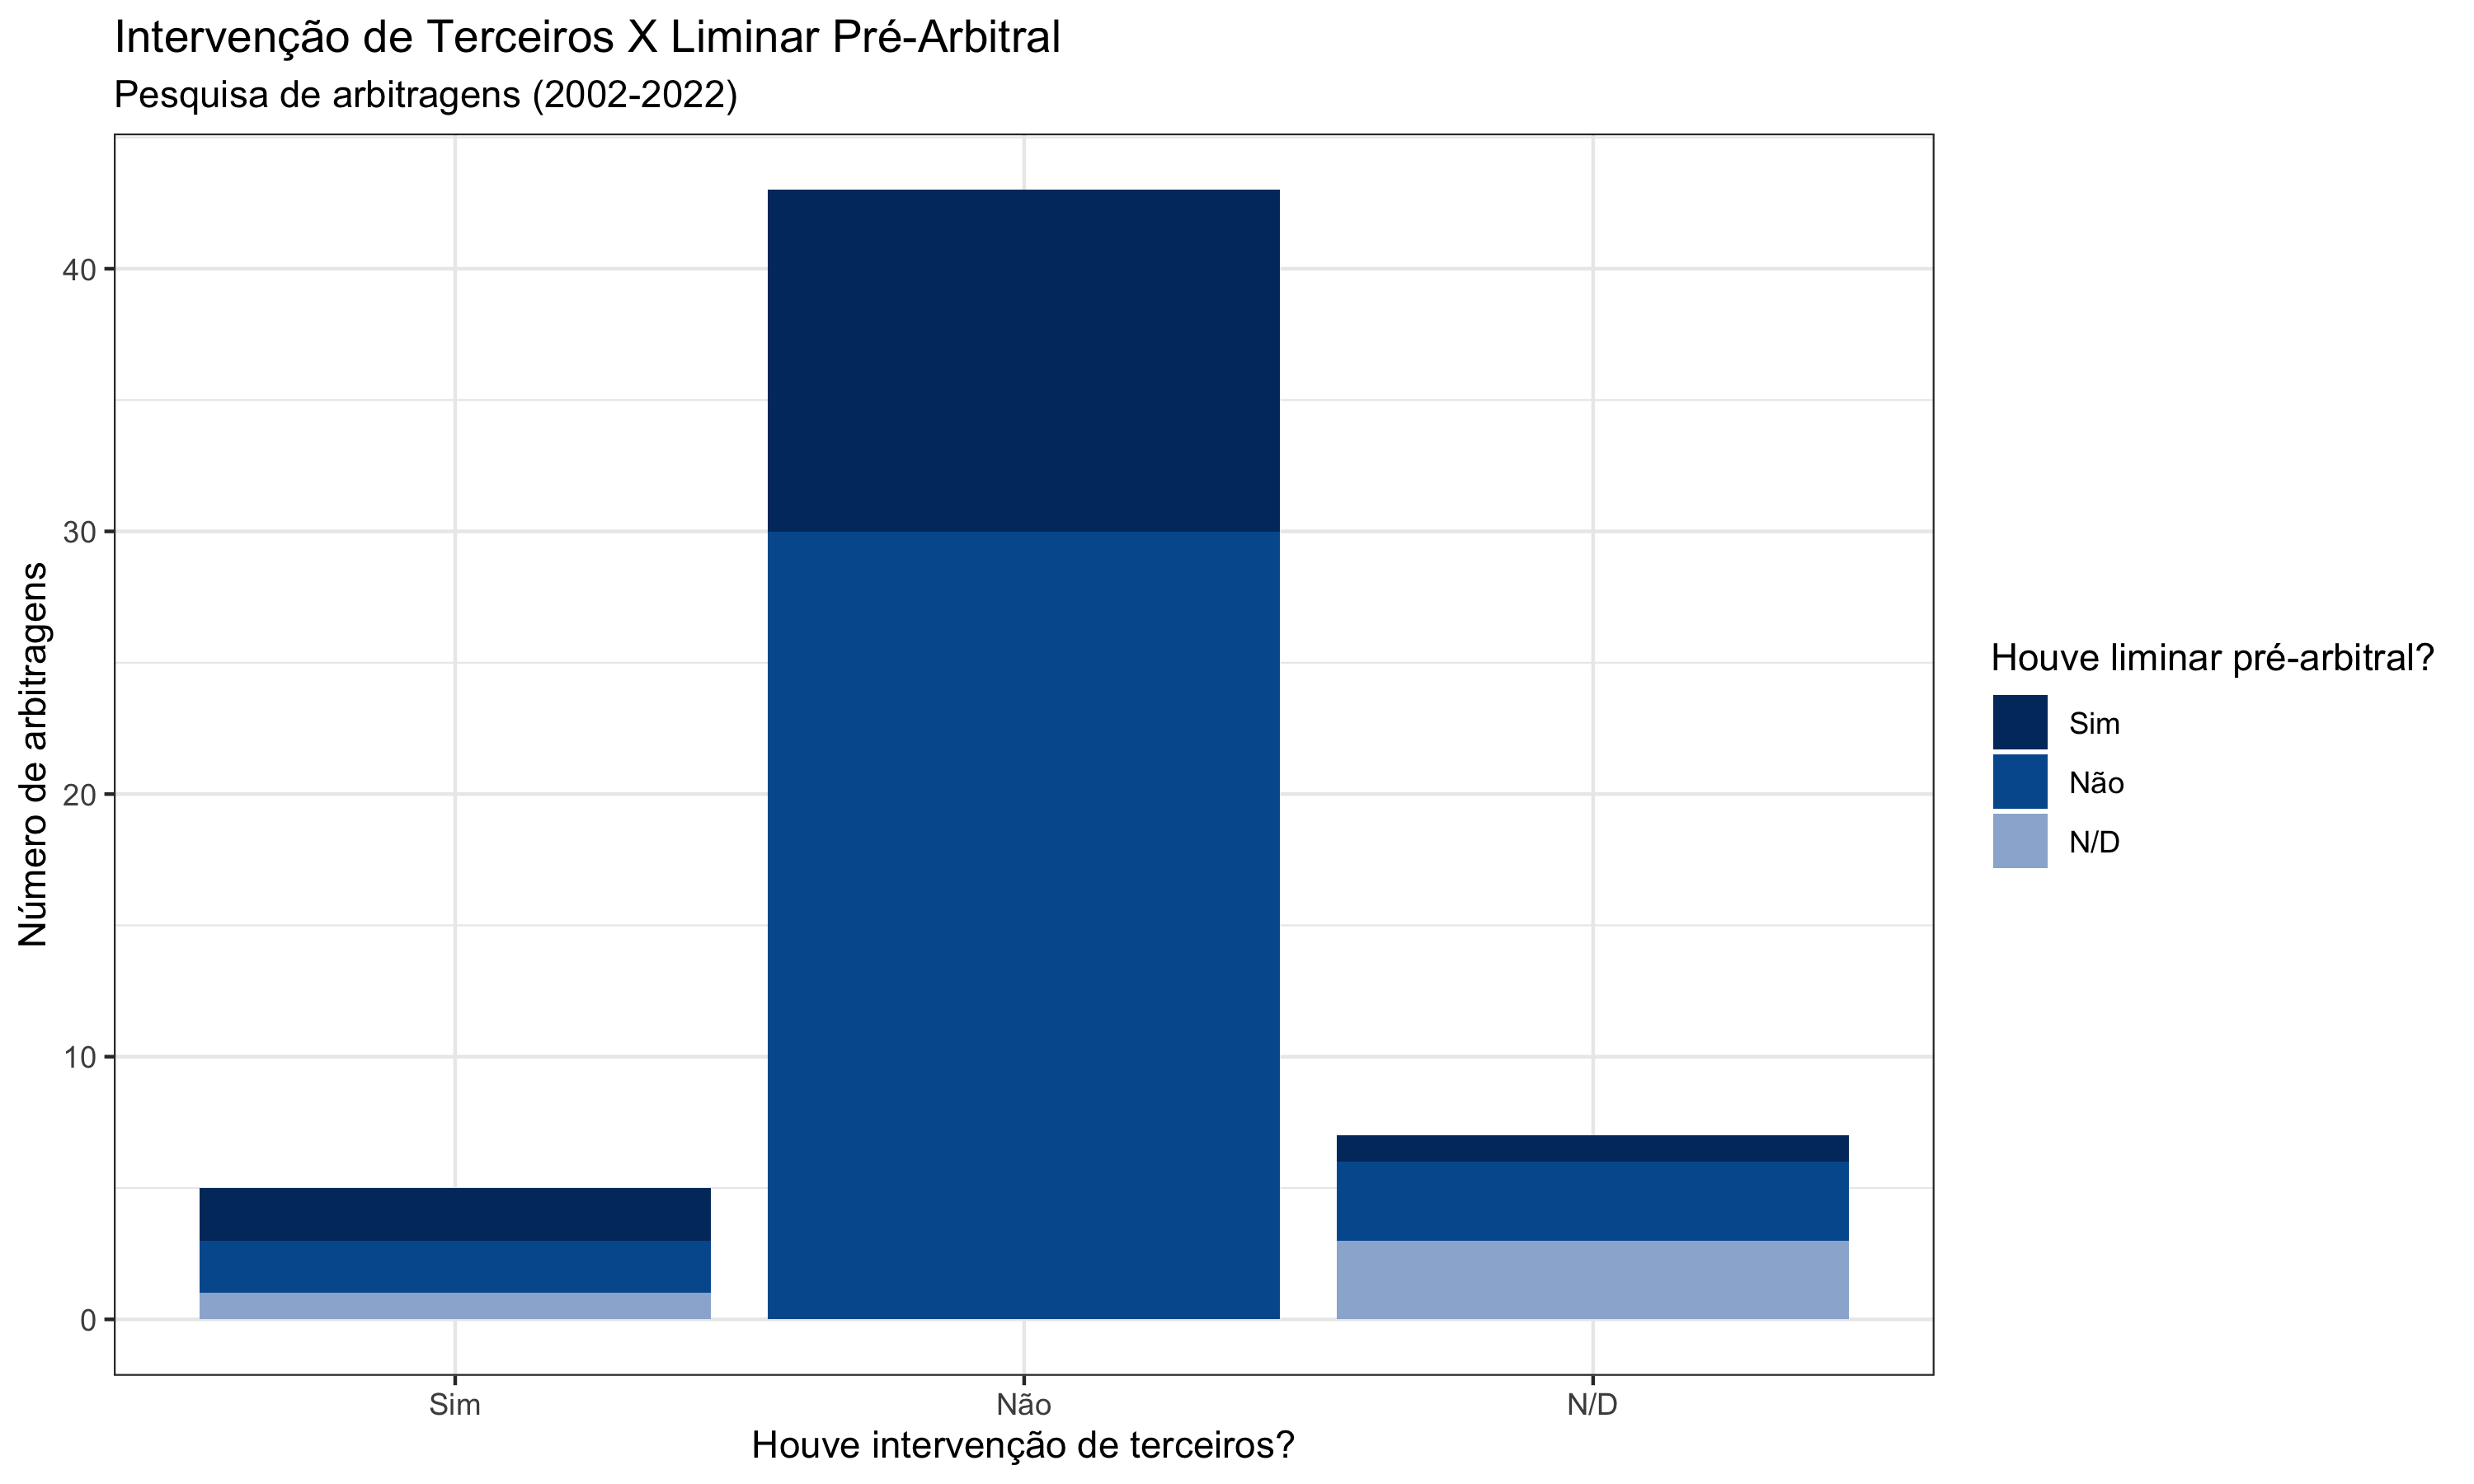 Intervenção de Terceiros X Liminar Pré-Arbitral
Pesquisa de arbitragens (2002-2022)
Número de arbitragens
40
30
20
10
0
Sim
Não
N/D
Houve intervenção de terceiros?
Houve liminar pré-arbitral?
Sim
Não
N/D